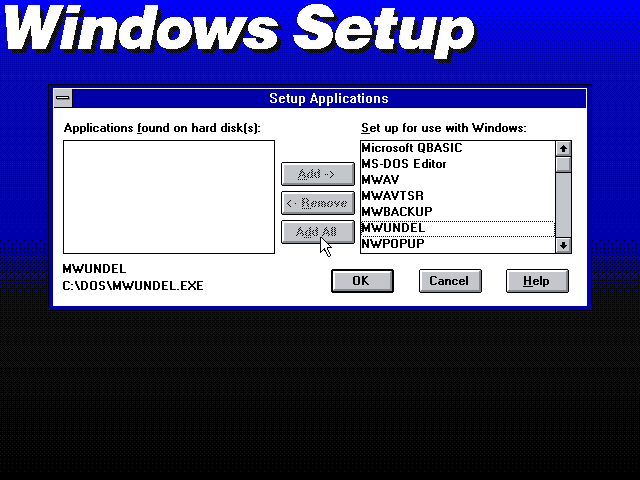 Windows Setup
Setup Applications
Applications found on hard disk(s):
Set up for use with Windows:
Microsoft QBASIC
MS-DOS Editor
MWAV
MWAVTSR
MWBACKUP
MWUNDEL
NWPOPUP
Add ->
<- Remove
Add All
MWUNDEL
C:\DOS\MWUNDEL.EXE
OK
Cancel
Help